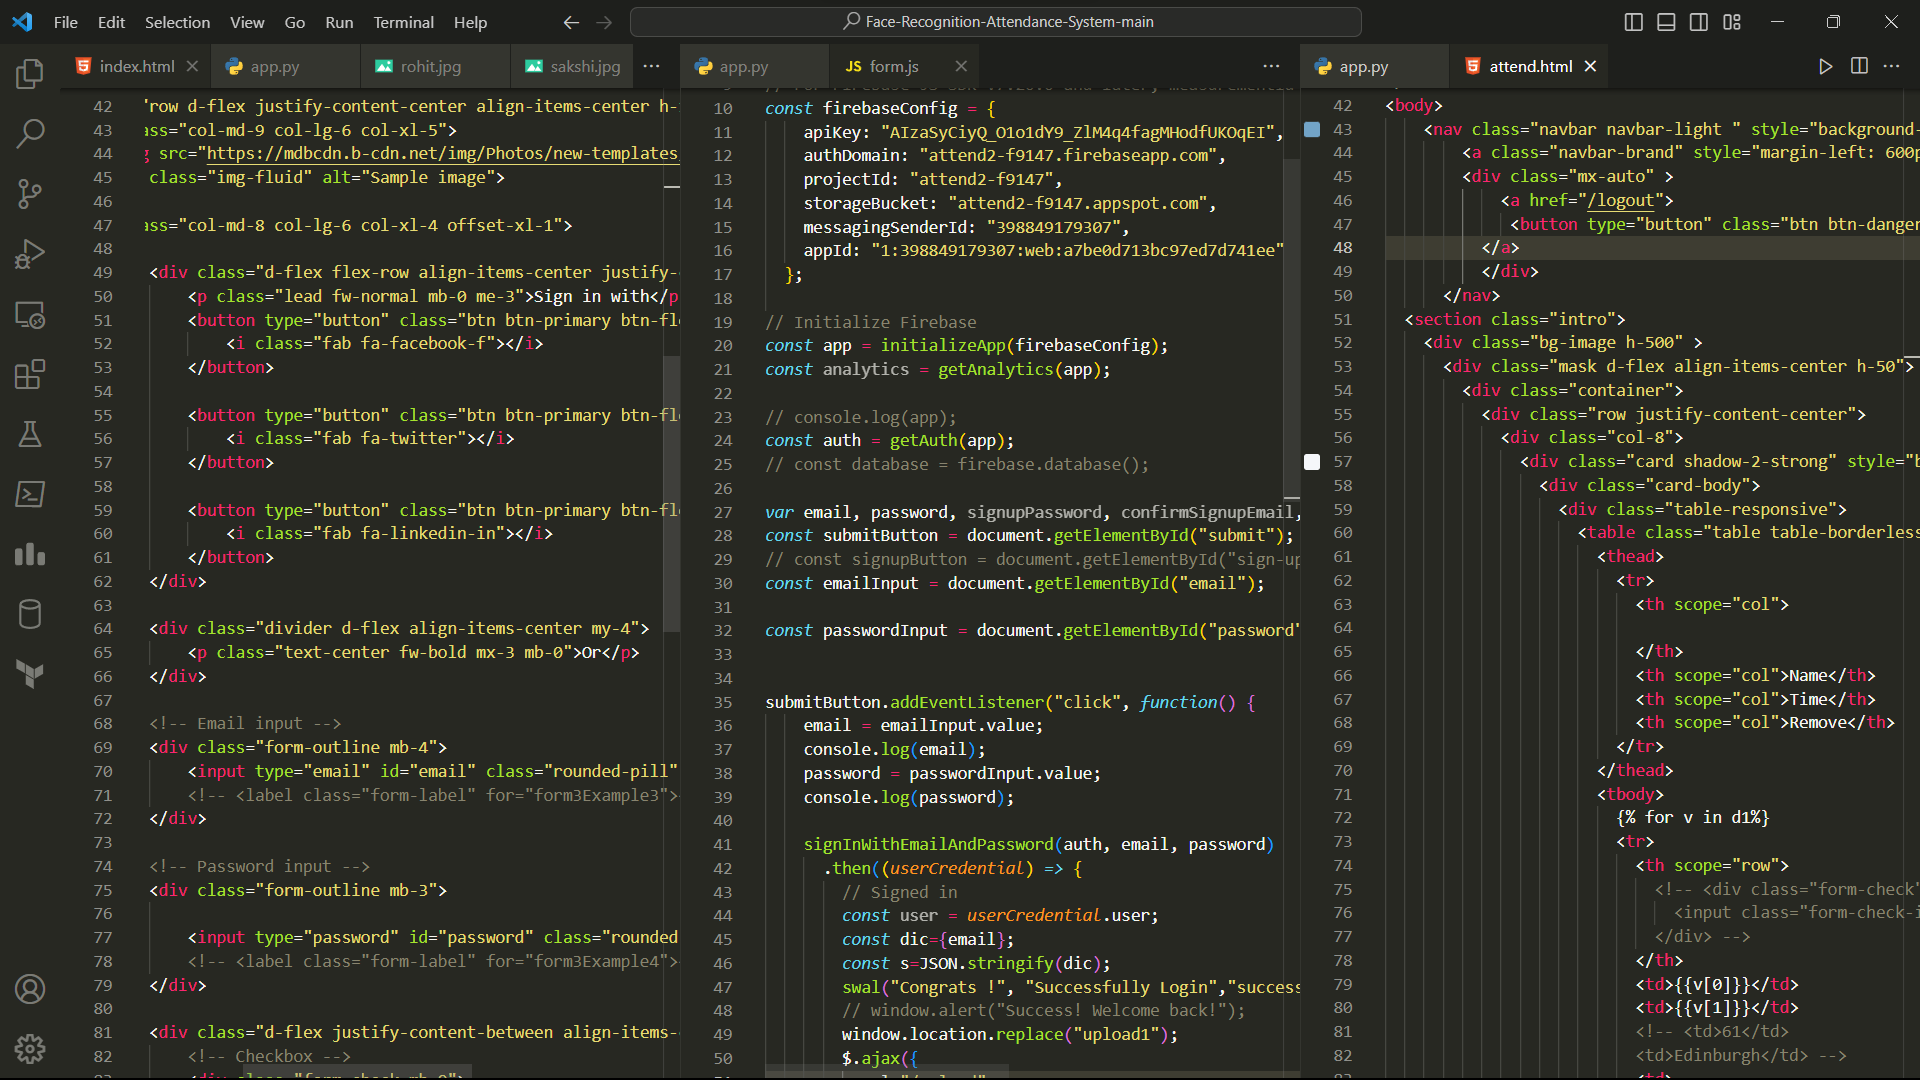 File Edit Selection View Go Run Terminal Help
Face-Recognition-Attendance-System-main
index.html
app.py
rohit.jpg
sakshi.jpg
42 "row d-flex justify-content-center align-items-center h-
43 ass="col-md-9 col-lg-6 col-xl-5">
44 g src="https://mdbcdn.b-cdn.net/img/Photos/new-templates/
45 class="img-fluid" alt="Sample image">
46
47 ass="col-md-8 col-lg-6 col-xl-4 offset-xl-1">
48
49 <div class="d-flex flex-row align-items-center justify-
50 <p class="lead fw-normal mb-0 me-3">Sign in with</p
51 <button type="button" class="btn btn-primary btn-flo
52 <i class="fab fa-facebook-f"></i>
53 </button>
54
55 <button type="button" class="btn btn-primary btn-flo
56 <i class="fab fa-twitter"></i>
57 </button>
58
59 <button type="button" class="btn btn-primary btn-flo
60 <i class="fab fa-linkedin-in"></i>
61 </button>
62 </div>
63
64 <div class="divider d-flex align-items-center my-4">
65 <p class="text-center fw-bold mx-3 mb-0">Or</p>
66 </div>
67
68 <!-- Email input -->
69 <div class="form-outline mb-4">
70 <input type="email" id="email" class="rounded-pill"
71 <!-- <label class="form-label" for="form3Example3">
72 </div>
73
74 <!-- Password input -->
75 <div class="form-outline mb-3">
76
77 <input type="password" id="password" class="rounded
78 <!-- <label class="form-label" for="form3Example4">
79 </div>
80
81 <div class="d-flex justify-content-between align-items-
82 <!-- Checkbox -->
app.py
JS form.js
10 const firebaseConfig = {
11 apiKey: "AIzaSyCiyQ_O1o1dY9_ZlM4q4fagMHodfUKOqEI",
12 authDomain: "attend2-f9147.firebaseapp.com",
13 projectId: "attend2-f9147",
14 storageBucket: "attend2-f9147.appspot.com",
15 messagingSenderId: "398849179307",
16 appId: "1:398849179307:web:a7be0d713bc97ed7d741ee"
17 };
18
19 // Initialize Firebase
20 const app = initializeApp(firebaseConfig);
21 const analytics = getAnalytics(app);
22
23 // console.log(app);
24 const auth = getAuth(app);
25 // const database = firebase.database();
26
27 var email, password, signupPassword, confirmSignupEmail,
28 const submitButton = document.getElementById("submit");
29 // const signupButton = document.getElementById("sign-up
30 const emailInput = document.getElementById("email");
31
32 const passwordInput = document.getElementById("password"
33
34
35 submitButton.addEventListener("click", function() {
36 email = emailInput.value;
37 console.log(email);
38 password = passwordInput.value;
39 console.log(password);
40
41 signInWithEmailAndPassword(auth, email, password)
42 .then((userCredential) => {
43 // Signed in
44 const user = userCredential.user;
45 const dic={email};
46 const s=JSON.stringify(dic);
47 swal("Congrats !", "Successfully Login","success
48 // window.alert("Success! Welcome back!");
49 window.location.replace("upload1");
50 $.ajax({
app.py
attend.html
42 <body>
43 <nav class="navbar navbar-light " style="background-
44 <a class="navbar-brand" style="margin-left: 600p
45 <div class="mx-auto" >
46 <a href="/logout">
47 <button type="button" class="btn btn-danger
48 </a>
49 </div>
50 </nav>
51 <section class="intro">
52 <div class="bg-image h-500" >
53 <div class="mask d-flex align-items-center h-50">
54 <div class="container">
55 <div class="row justify-content-center">
56 <div class="col-8">
57 <div class="card shadow-2-strong" style="b
58 <div class="card-body">
59 <div class="table-responsive">
60 <table class="table table-borderless
61 <thead>
62 <tr>
63 <th scope="col">
64
65 </th>
66 <th scope="col">Name</th>
67 <th scope="col">Time</th>
68 <th scope="col">Remove</th>
69 </tr>
70 </thead>
71 <tbody>
72 {% for v in d1%}
73 <tr>
74 <th scope="row">
75 <!-- <div class="form-check"
76 <input class="form-check-i
77 </div> -->
78 </th>
79 <td>{{v[0]}}</td>
80 <td>{{v[1]}}</td>
81 <!-- <td>61</td>
82 <td>Edinburgh</td> -->